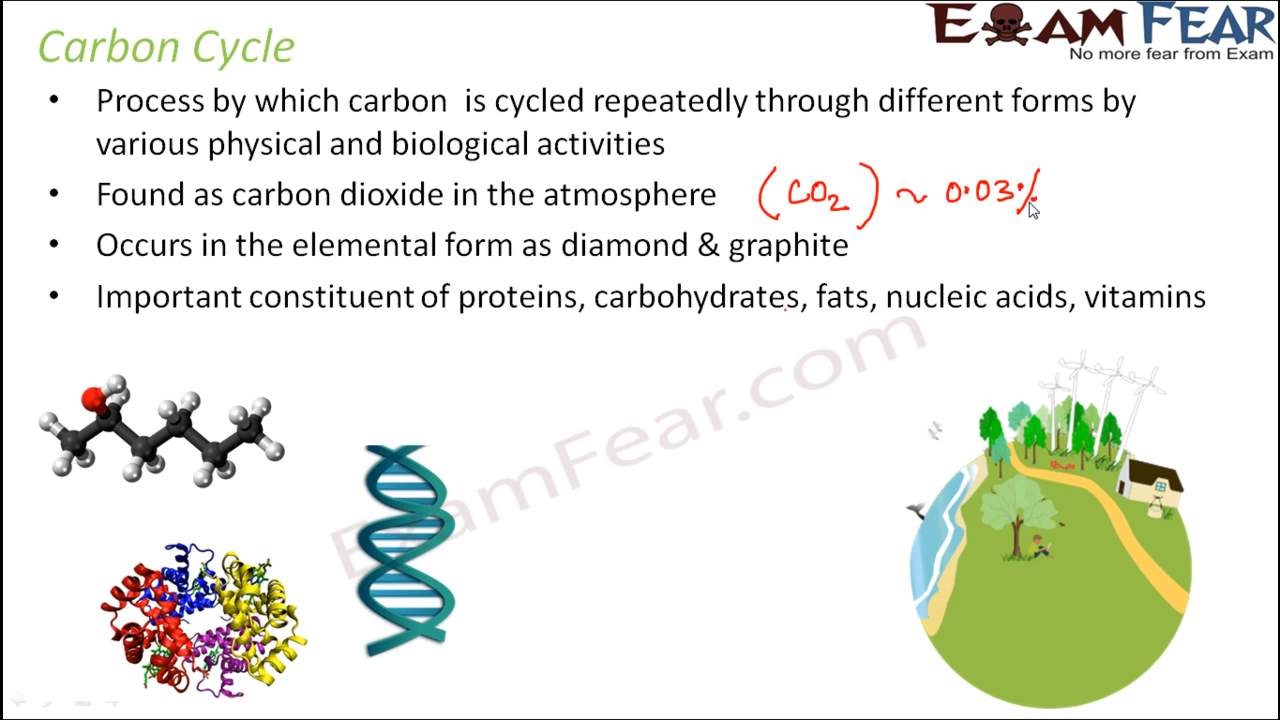 Carbon Cycle
EXAM FEAR
No more fear from Exam
• Process by which carbon is cycled repeatedly through different forms by
various physical and biological activities
• Found as carbon dioxide in the atmosphere (CO₂) ~ 0.03%
• Occurs in the elemental form as diamond & graphite
• Important constituent of proteins, carbohydrates, fats, nucleic acids, vitamins
ExamFear.com